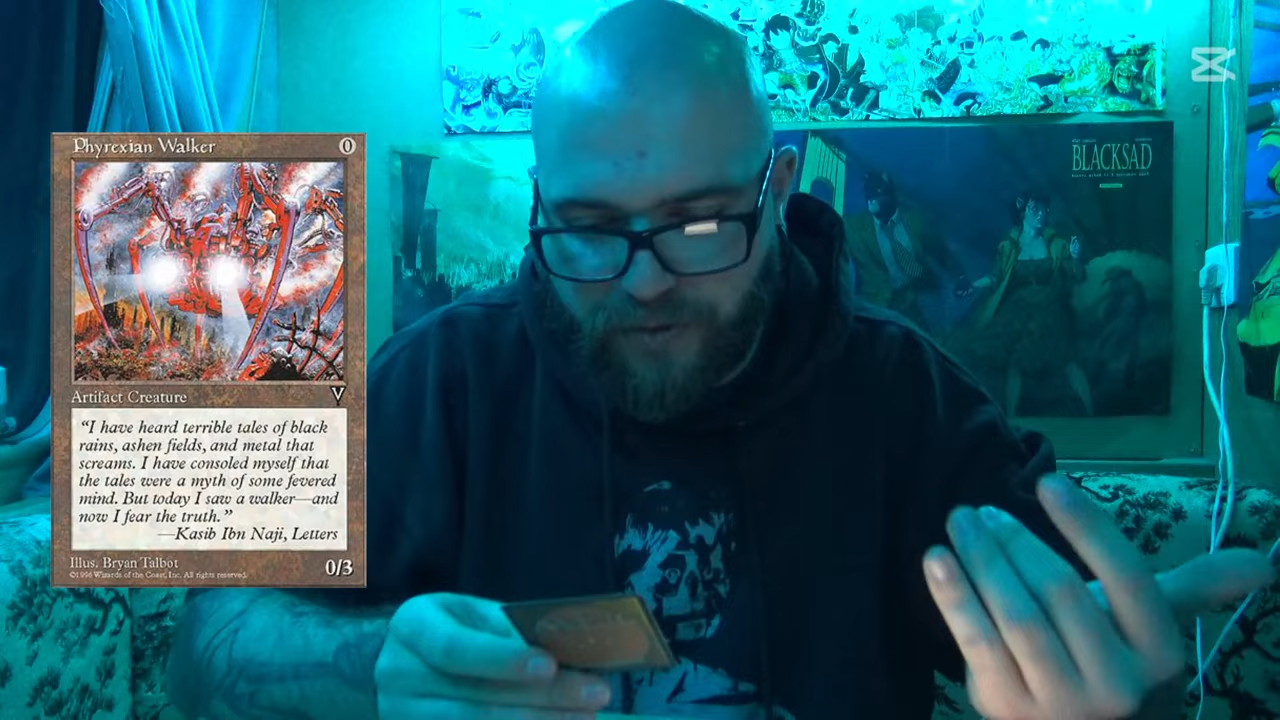 Phyrexian Walker 0
Artifact Creature
“I have heard terrible tales of black
rains, ashen fields, and metal that
screams. I have consoled myself that
the tales were a myth of some fevered
mind. But today I saw a walker—and
now I fear the truth.”
—Kasib Ibn Naji, Letters
Illus. Bryan Talbot
0/3
©1996 Wizards of the Coast, Inc. All rights reserved.
BLACKSAD